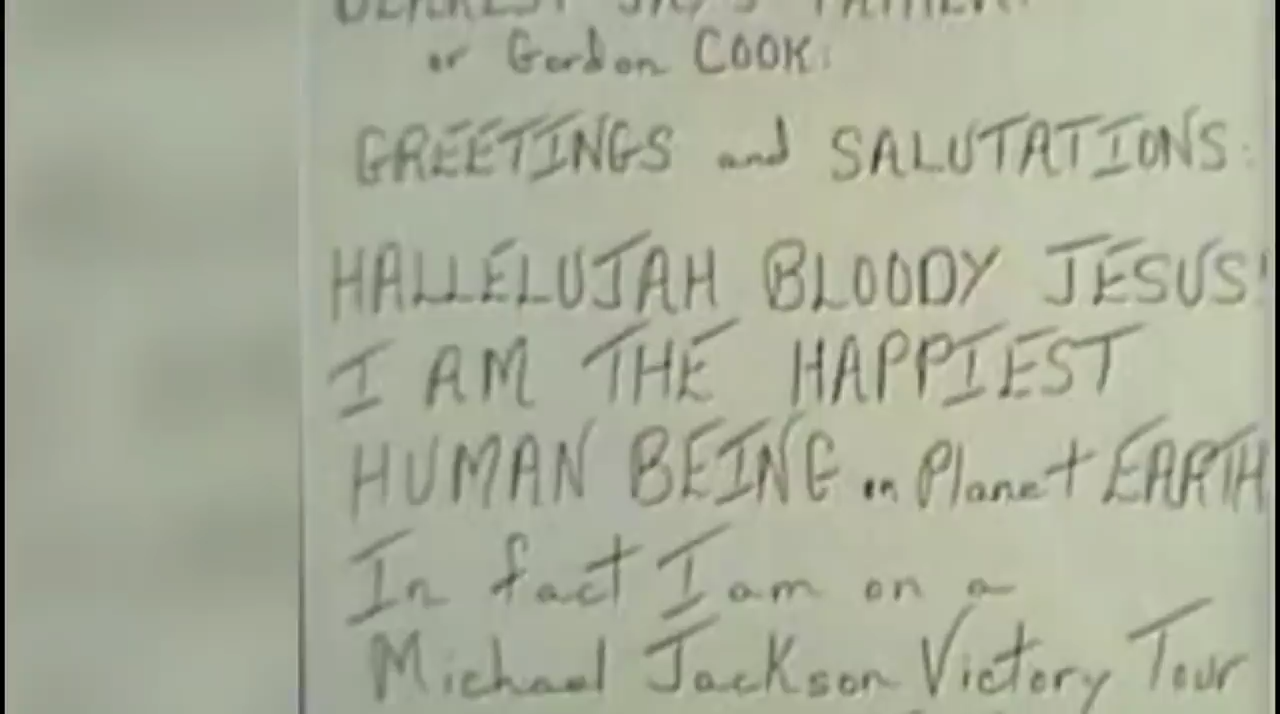 DEAREST
or Gordon COOK:
GREETINGS and SALUTATIONS:
HALLELUJAH BLOODY JESUS!
I AM THE HAPPIEST
HUMAN BEING on Planet EARTH
In fact I am on a
Michael Jackson Victory Tour